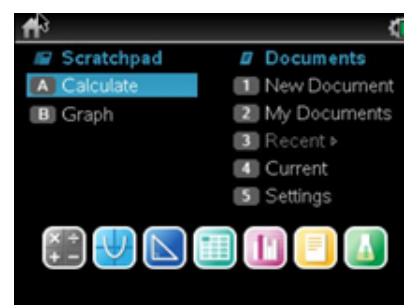 Scratchpad
A Calculate
B Graph
Documents
1 New Document
2 My Documents
3 Recent ▸
4 Current
5 Settings